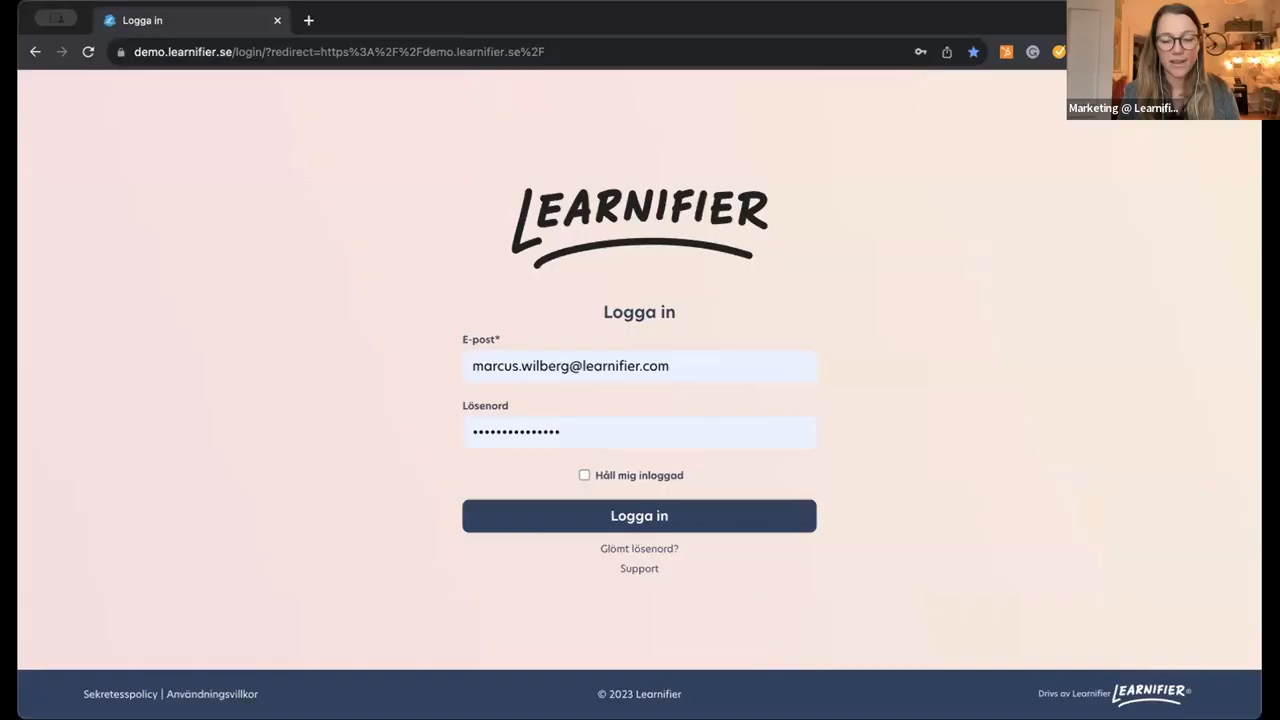 Logga in
demo.learnifier.se/login/?redirect=https%3A%2F%2Fdemo.learnifier.se%2F
Marketing @ Learnifi...
LEARNIFIER
Logga in
E-post*
marcus.wilberg@learnifier.com
Lösenord
•••••••••••••••
Håll mig inloggad
Logga in
Glömt lösenord?
Support
Sekretesspolicy | Användningsvillkor
© 2023 Learnifier
Drivs av Learnifier LEARNIFIER®